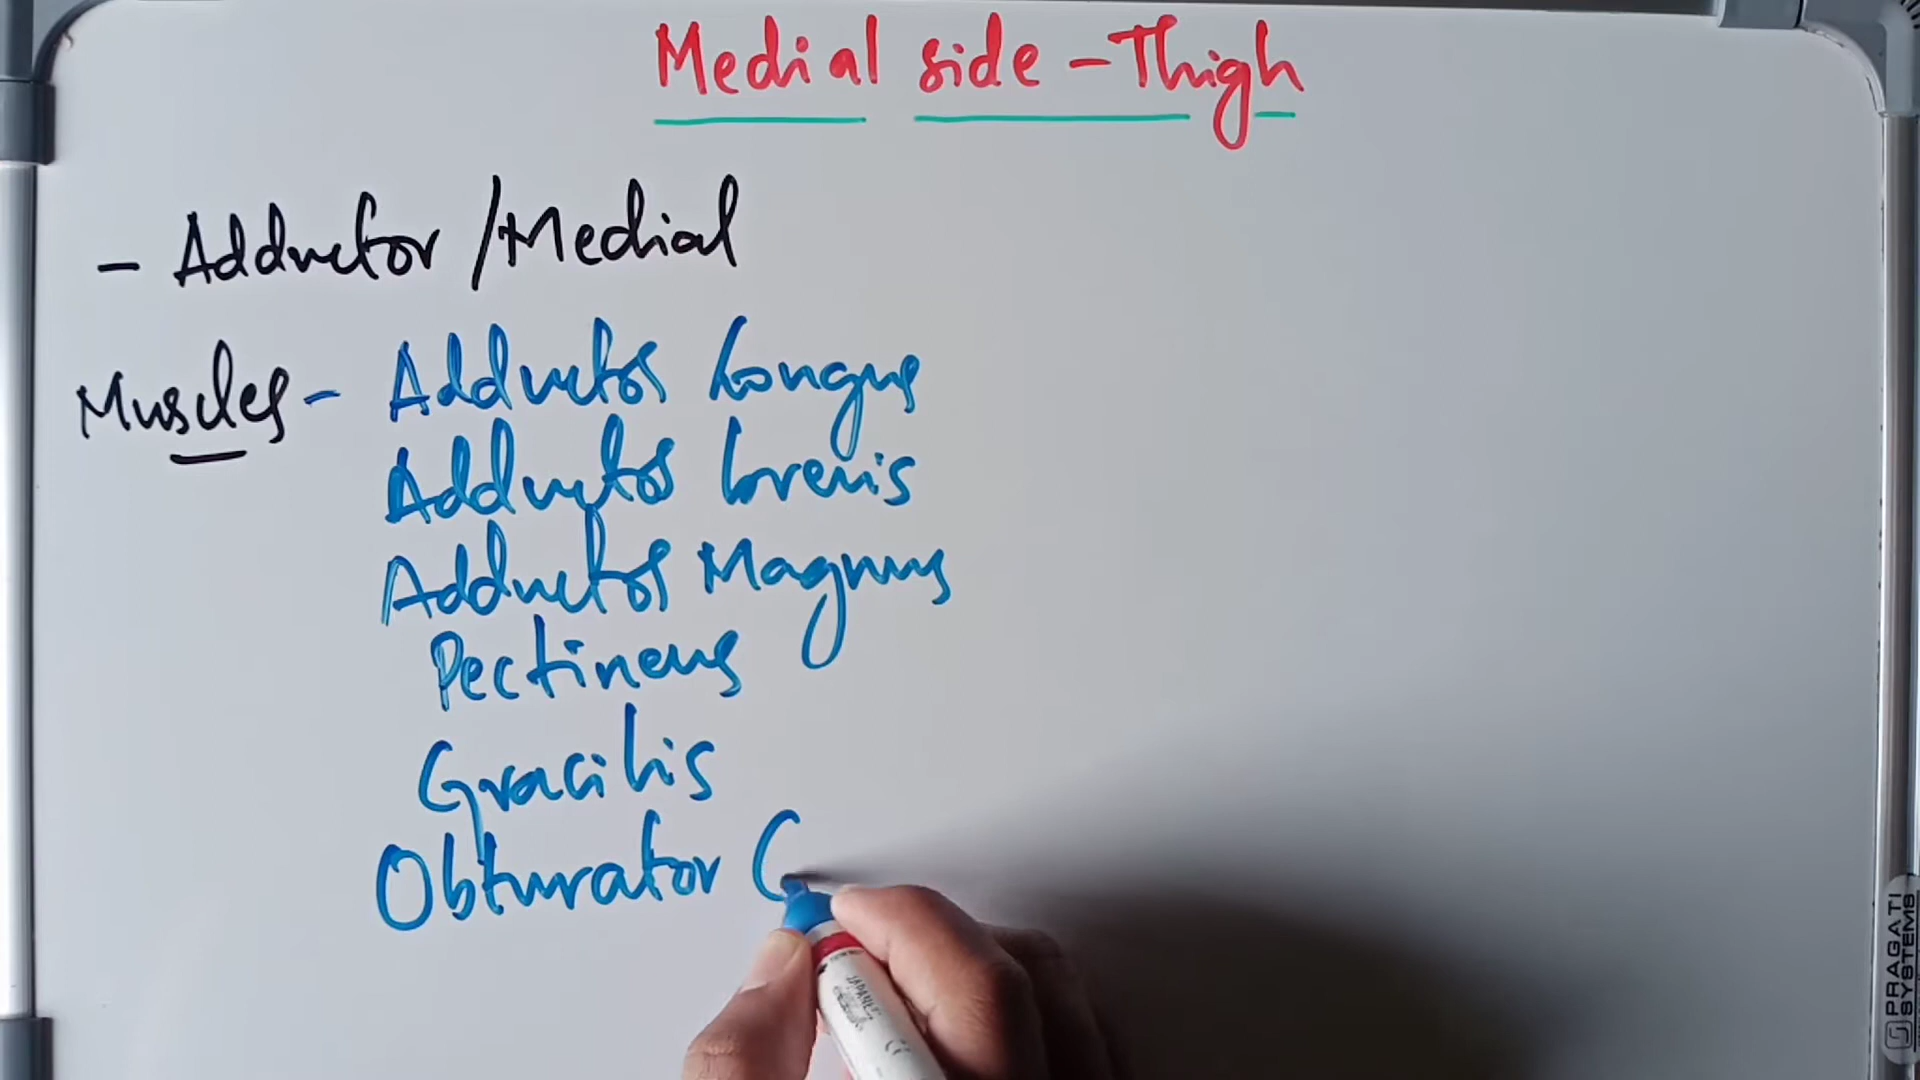 Medial side - Thigh
- Adductor / Medial
Muscles - Adductor longus
Adductor brevis
Adductor Magnus
Pectineus
Gracilis
Obturator
PRAGATI
SYSTEMS